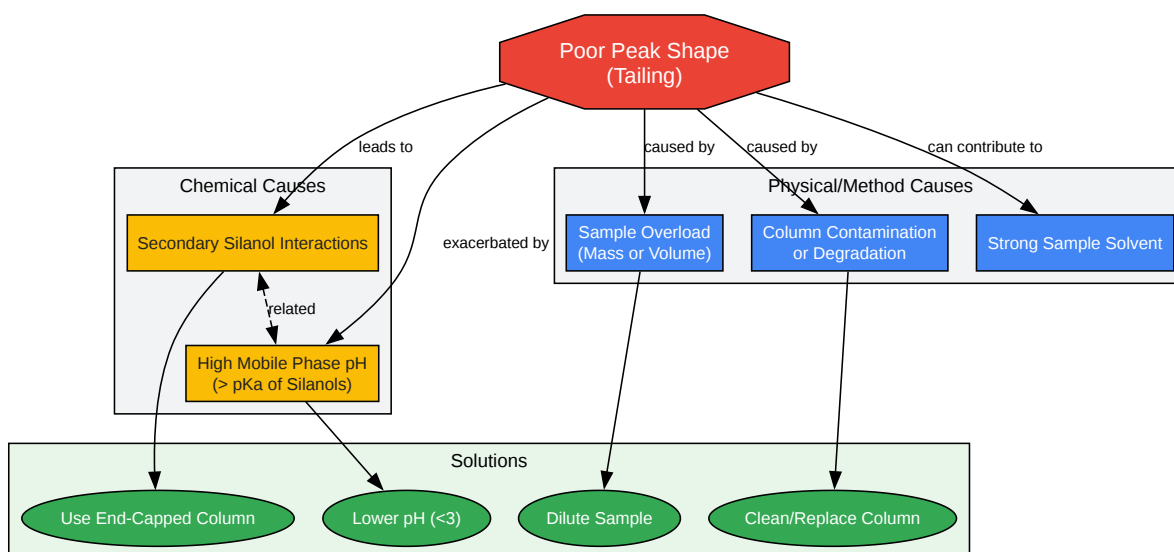 Poor Peak Shape
(Tailing)
leads to
caused by
caused by
can contribute to
Chemical Causes
Physical/Method Causes
Secondary Silanol Interactions
exacerbated by
Sample Overload
(Mass or Volume)
Column Contamination
or Degradation
Strong Sample Solvent
related
High Mobile Phase pH
(> pKa of Silanols)
Solutions
Use End-Capped Column
Lower pH (<3)
Dilute Sample
Clean/Replace Column